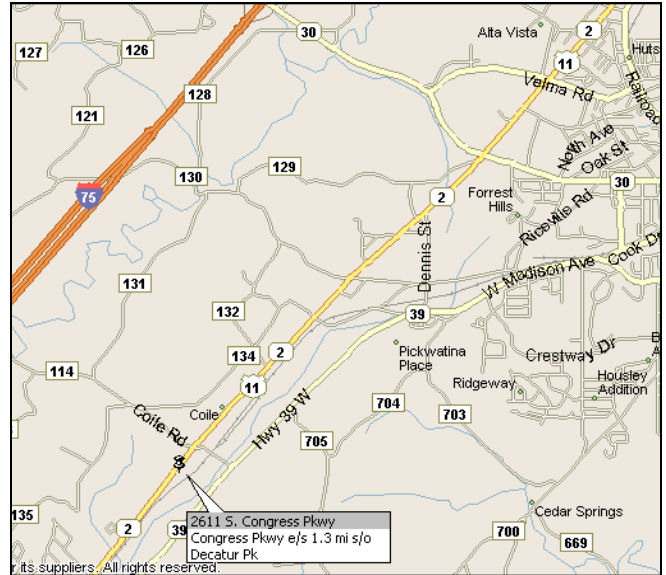 127
126
30
Alta Vista
2
Huts
11
Velma Rd
Railroad
128
121
North Ave
Oak St
129
130
30
75
2
Forrest
Hills
Riceville Rd
Dennis St
W Madison Ave
Cook Dr
131
132
39
134
2
Pickwatina
Place
Crestway Dr
114
11
Ridgeway
Housley
Addition
Coile
Coile Rd
Hwy 39 W
704
703
705
135
2
39
2611 S. Congress Pkwy
Congress Pkwy e/s 1.3 mi s/o
Decatur Pk
Cedar Springs
700
669
r its suppliers. All rights reserved.